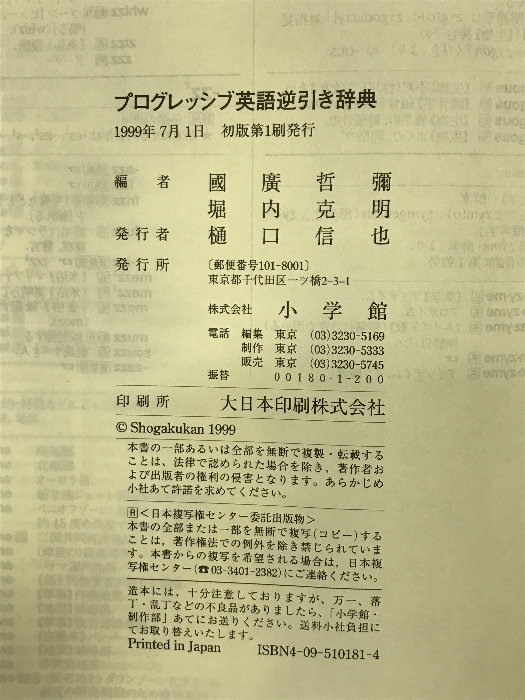 プログレッシブ英語逆引き辞典
1999年7月1日 初版第1刷発行
編者 國廣哲彌
堀内克明
発行者 樋口信也
発行所 〔郵便番号101-8001〕
東京都千代田区一ツ橋2-3-1
株式会社 小学館
電話 編集 東京 (03)3230-5169
制作 東京 (03)3230-5333
販売 東京 (03)3230-5745
振替 00180-1-200
印刷所 大日本印刷株式会社
© Shogakukan 1999
本書の一部あるいは全部を無断で複製・転載する
ことは、法律で認められた場合を除き、著作者お
よび出版者の権利の侵害となります。あらかじめ
小社あて許諾を求めてください。
Ⓡ<日本複写権センター委託出版物>
本書の全部または一部を無断で複写(コピー)する
ことは、著作権法での例外を除き禁じられていま
す。本書からの複写を希望される場合は、日本複
写権センター(☎03-3401-2382)にご連絡ください。
造本には、十分注意しておりますが、万一、落
丁・乱丁などの不良品がありましたら、「小学館・
制作部」あてにお送りください。送料小社負担に
てお取り替えいたします。
Printed in Japan ISBN4-09-510181-4